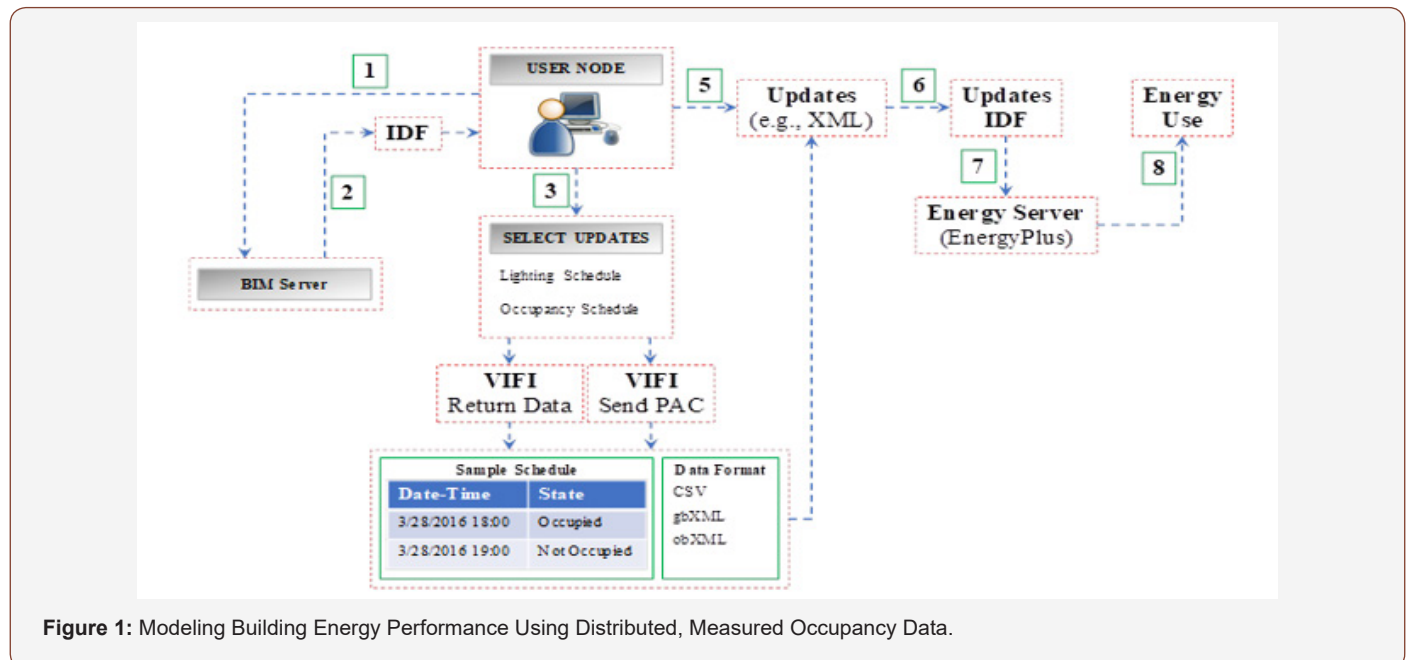 1
USER NODE
5
Updates
(e.g., XML)
6
Updates
IDF
Energy
Use
IDF
2
3
7
8
SELECT UPDATES
Lighting Schedule
Occupancy Schedule
Energy Server
(EnergyPlus)
BIM Server
VIFI
Return Data
VIFI
Send PAC
Sample Schedule
Date-Time State
3/28/2016 18:00 Occupied
3/28/2016 19:00 Not Occupied
Data Format
CSV
gbXML
obXML
Figure 1: Modeling Building Energy Performance Using Distributed, Measured Occupancy Data.